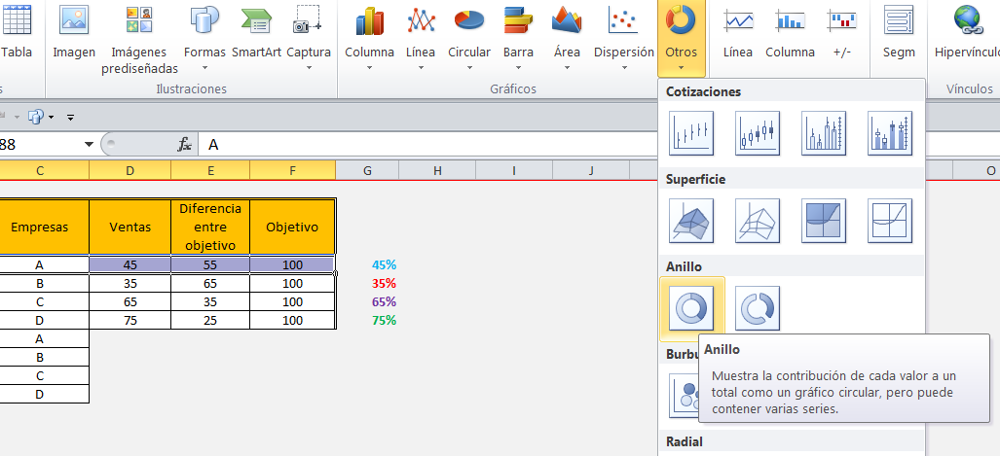 Tabla
Imagen
Imágenes
prediseñadas
Formas
SmartArt
Captura
Columna
Línea
Circular
Barra
Área
Dispersión
Otros
Línea
Columna
+/-
Segm
Hipervínculo
s
Ilustraciones
Gráficos
Vínculos
Cotizaciones
88
fx
A
C D E F G H I J O
Superficie
Empresas
Ventas
Diferencia
entre
objetivo
Objetivo
A 45 55 100 45%
B 35 65 100 35%
C 65 35 100 65%
D 75 25 100 75%
A
B
C
D
Anillo
Anillo
Muestra la contribución de cada valor a un
total como un gráfico circular, pero puede
contener varias series.
Radial